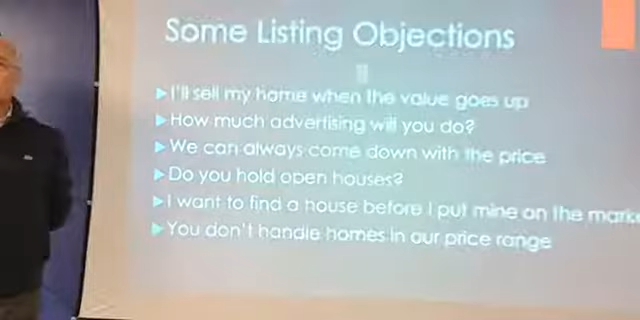 Some Listing Objections
I'll sell my home when the value goes up
How much advertising will you do?
We can always come down with the price
Do you hold open houses?
I want to find a house before I put mine on the marke
You don't handle homes in our price range